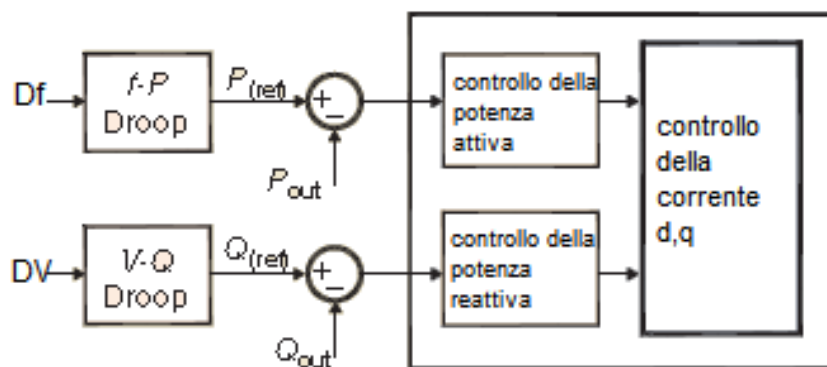 Df
f-P
Droop
P(ref)
+
−
Pout
controllo della
potenza
attiva
controllo
della
corrente
d,q
DV
V-Q
Droop
Q(ref)
+
−
Qout
controllo della
potenza
reattiva